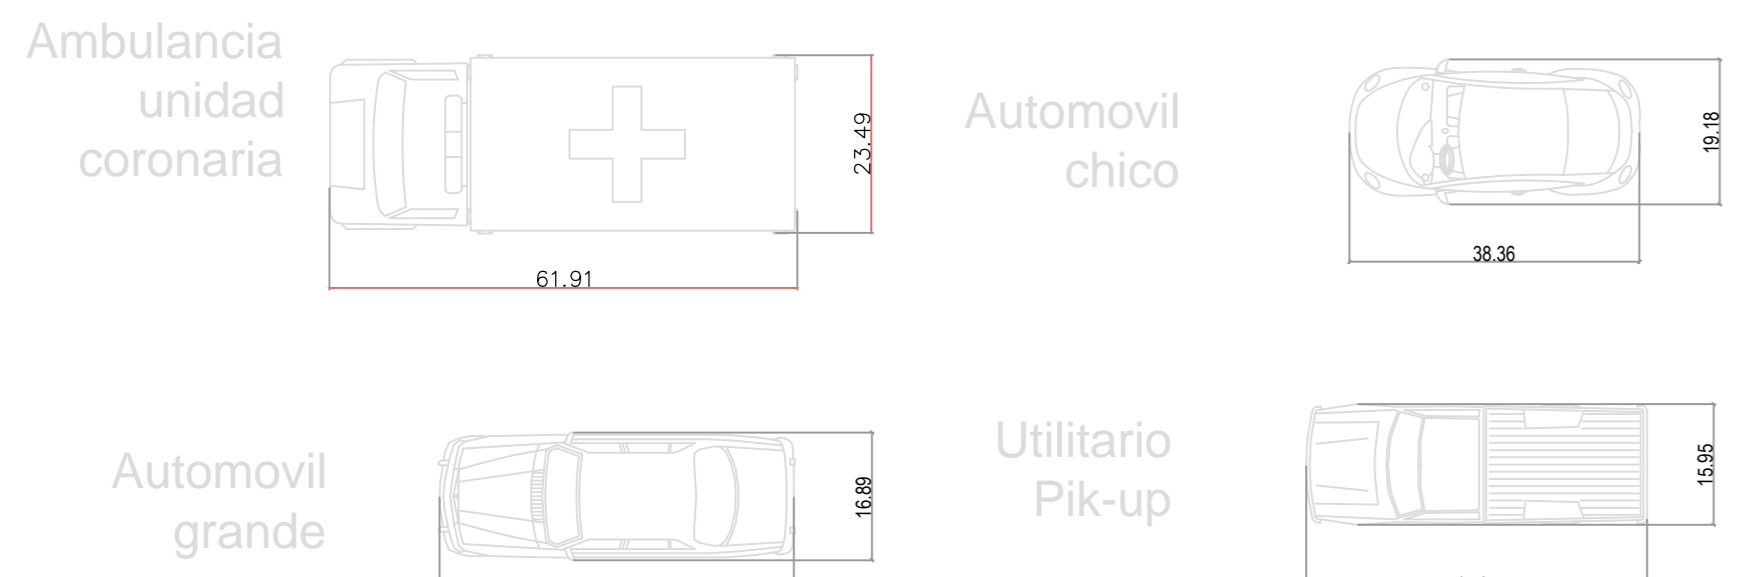 Ambulancia
unidad
coronaria
23.49
61.91
Automovil
chico
19.18
38.36
Automovil
grande
16.89
Utilitario
Pik-up
15.95